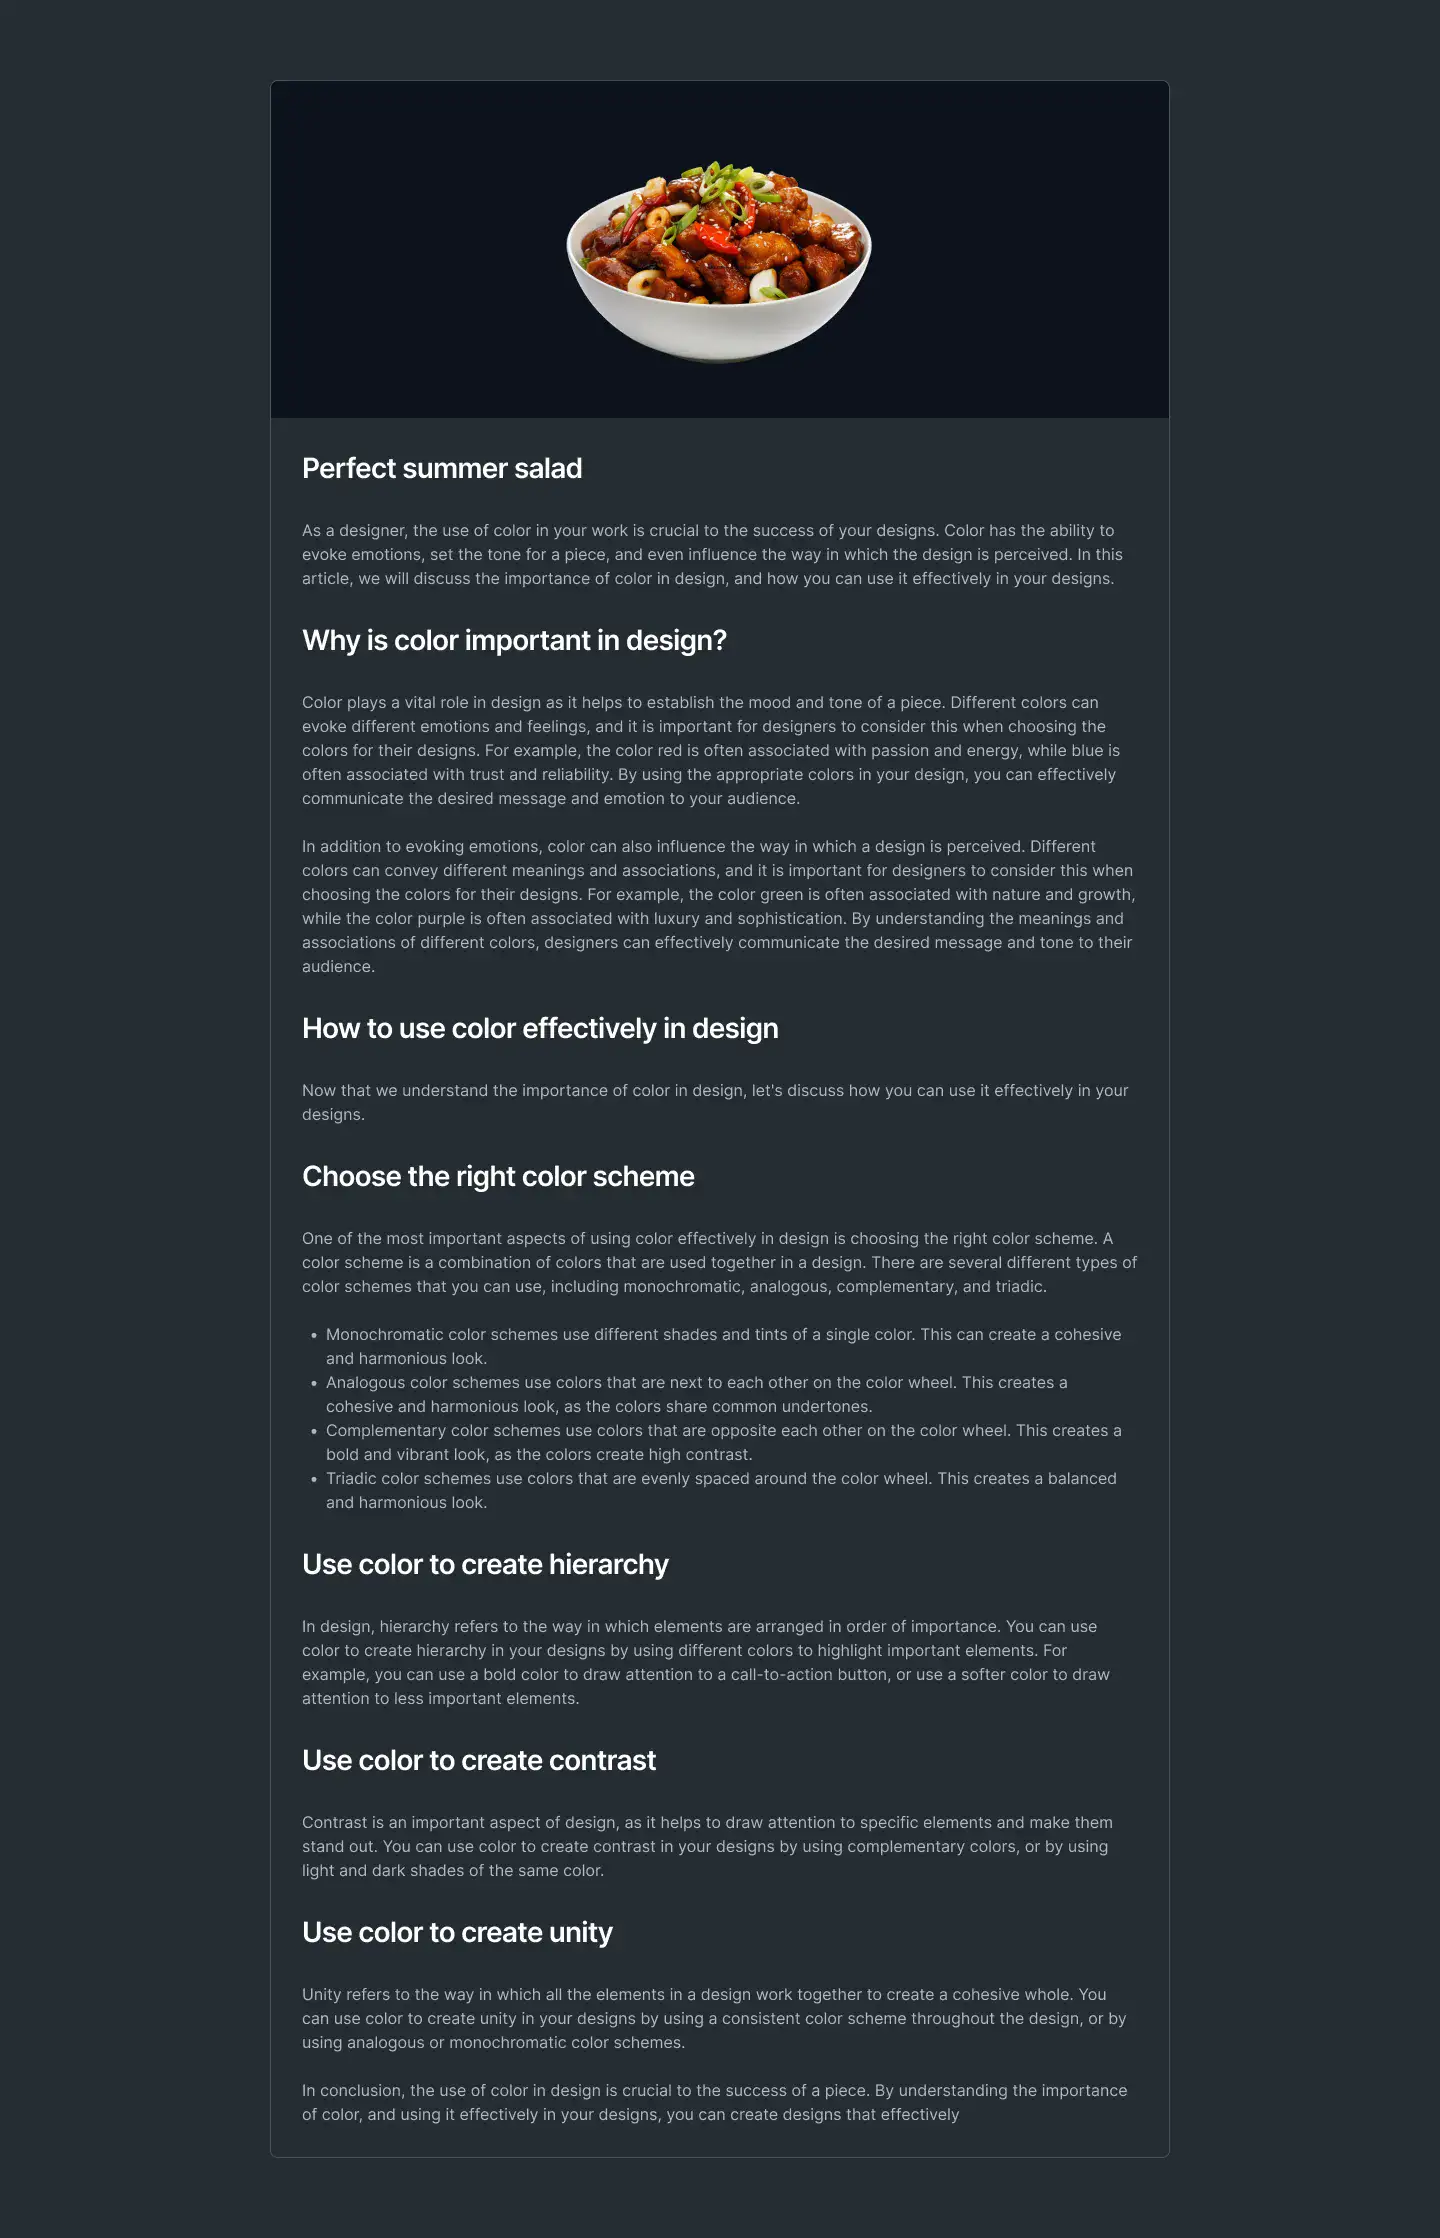 Perfect summer salad
As a designer, the use of color in your work is crucial to the success of your designs. Color has the ability to
evoke emotions, set the tone for a piece, and even influence the way in which the design is perceived. In this
article, we will discuss the importance of color in design, and how you can use it effectively in your designs.
Why is color important in design?
Color plays a vital role in design as it helps to establish the mood and tone of a piece. Different colors can
evoke different emotions and feelings, and it is important for designers to consider this when choosing the
colors for their designs. For example, the color red is often associated with passion and energy, while blue is
often associated with trust and reliability. By using the appropriate colors in your design, you can effectively
communicate the desired message and emotion to your audience.
In addition to evoking emotions, color can also influence the way in which a design is perceived. Different
colors can convey different meanings and associations, and it is important for designers to consider this when
choosing the colors for their designs. For example, the color green is often associated with nature and growth,
while the color purple is often associated with luxury and sophistication. By understanding the meanings and
associations of different colors, designers can effectively communicate the desired message and tone to their
audience.
How to use color effectively in design
Now that we understand the importance of color in design, let's discuss how you can use it effectively in your
designs.
Choose the right color scheme
One of the most important aspects of using color effectively in design is choosing the right color scheme. A
color scheme is a combination of colors that are used together in a design. There are several different types of
color schemes that you can use, including monochromatic, analogous, complementary, and triadic.
• Monochromatic color schemes use different shades and tints of a single color. This can create a cohesive
and harmonious look.
• Analogous color schemes use colors that are next to each other on the color wheel. This creates a
cohesive and harmonious look, as the colors share common undertones.
• Complementary color schemes use colors that are opposite each other on the color wheel. This creates a
bold and vibrant look, as the colors create high contrast.
• Triadic color schemes use colors that are evenly spaced around the color wheel. This creates a balanced
and harmonious look.
Use color to create hierarchy
In design, hierarchy refers to the way in which elements are arranged in order of importance. You can use
color to create hierarchy in your designs by using different colors to highlight important elements. For
example, you can use a bold color to draw attention to a call-to-action button, or use a softer color to draw
attention to less important elements.
Use color to create contrast
Contrast is an important aspect of design, as it helps to draw attention to specific elements and make them
stand out. You can use color to create contrast in your designs by using complementary colors, or by using
light and dark shades of the same color.
Use color to create unity
Unity refers to the way in which all the elements in a design work together to create a cohesive whole. You
can use color to create unity in your designs by using a consistent color scheme throughout the design, or by
using analogous or monochromatic color schemes.
In conclusion, the use of color in design is crucial to the success of a piece. By understanding the importance
of color, and using it effectively in your designs, you can create designs that effectively